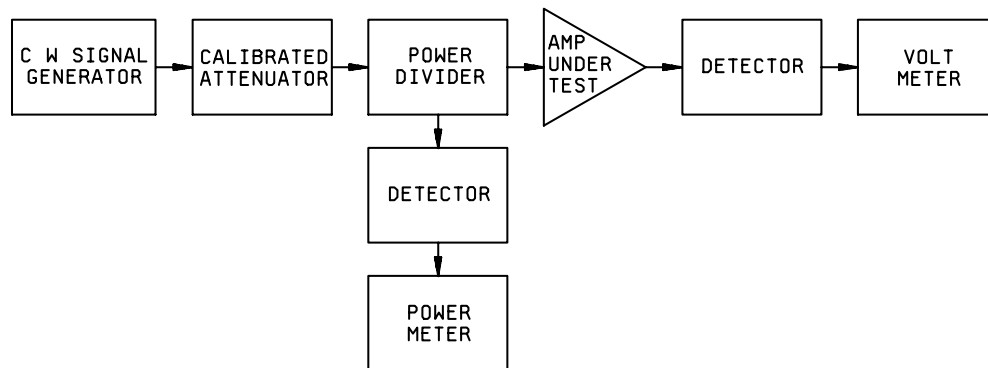 C W SIGNAL
GENERATOR
CALIBRATED
ATTENUATOR
POWER
DIVIDER
AMP
UNDER
TEST
DETECTOR
VOLT
METER
DETECTOR
POWER
METER